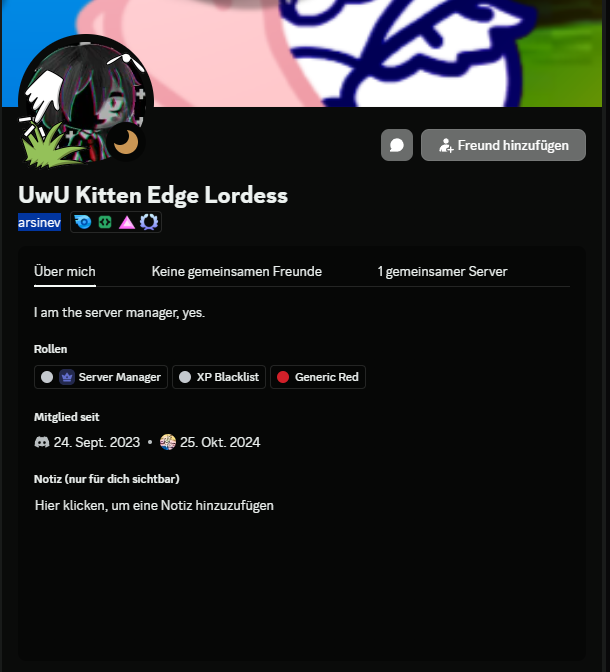 Freund hinzufügen
UwU Kitten Edge Lordess
arsinev
Über mich Keine gemeinsamen Freunde 1 gemeinsamer Server
I am the server manager, yes.
Rollen
Server Manager XP Blacklist Generic Red
Mitglied seit
24. Sept. 2023 • 25. Okt. 2024
Notiz (nur für dich sichtbar)
Hier klicken, um eine Notiz hinzuzufügen